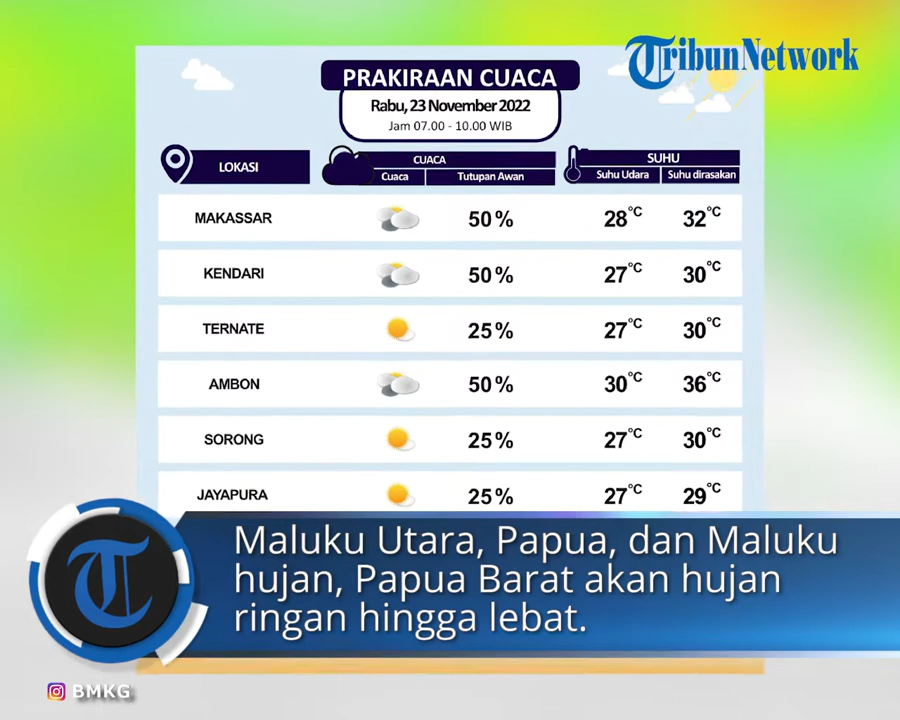 TribunNetwork
PRAKIRAAN CUACA
Rabu, 23 November 2022
Jam 07.00 - 10.00 WIB
LOKASI
CUACA
SUHU
Cuaca Tutupan Awan Suhu Udara Suhu dirasakan
MAKASSAR 50% 28°C 32°C
KENDARI 50% 27°C 30°C
TERNATE 25% 27°C 30°C
AMBON 50% 30°C 36°C
SORONG 25% 27°C 30°C
JAYAPURA 25% 27°C 29°C
Maluku Utara, Papua, dan Maluku
hujan, Papua Barat akan hujan
ringan hingga lebat.
T
BMKG